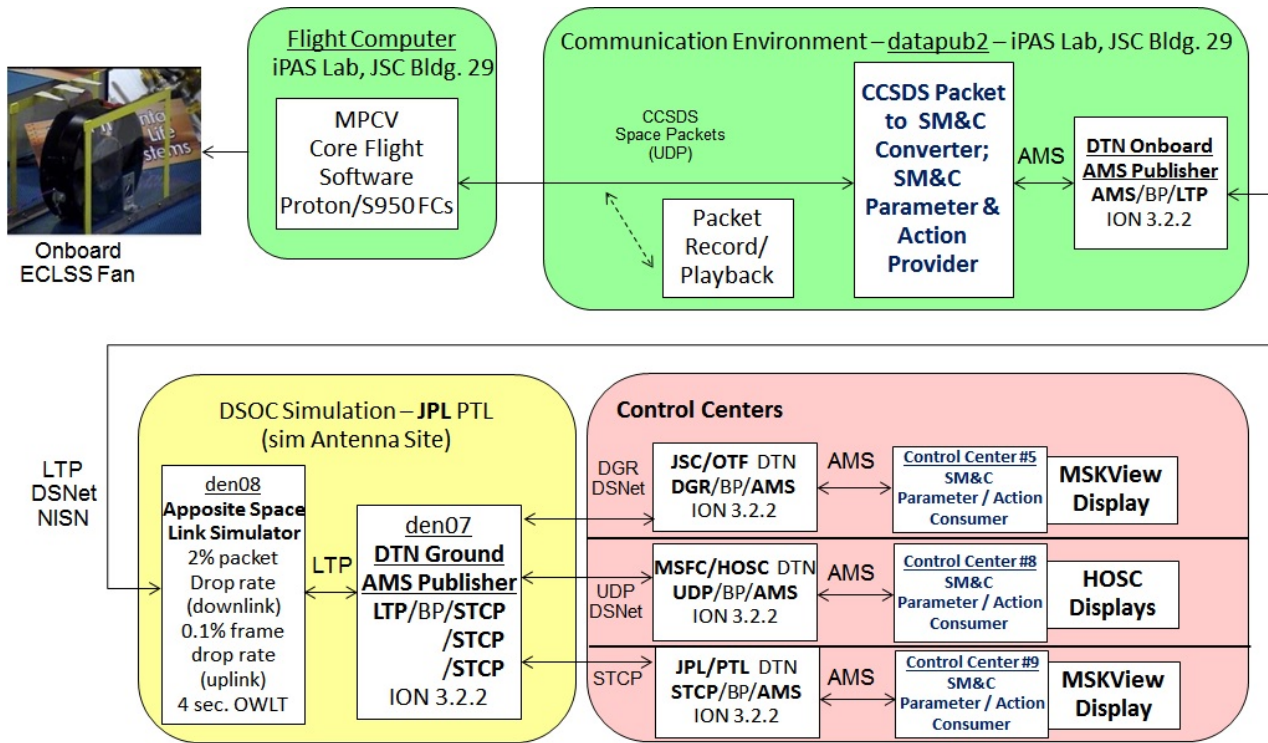 Flight Computer
iPAS Lab, JSC Bldg. 29
MPCV
Core Flight
Software
Proton/S950 FCs
Onboard
ECLSS Fan
Communication Environment – datapub2 – iPAS Lab, JSC Bldg. 29
CCSDS
Space Packets
(UDP)
Packet
Record/
Playback
CCSDS Packet
to SM&C
Converter;
SM&C
Parameter &
Action
Provider
AMS
DTN Onboard
AMS Publisher
AMS/BP/LTP
ION 3.2.2
LTP
DSNet
NISN
DSOC Simulation – JPL PTL
(sim Antenna Site)
den08
Apposite Space
Link Simulator
2% packet
Drop rate
(downlink)
0.1% frame
drop rate
(uplink)
4 sec. OWLT
LTP
den07
DTN Ground
AMS Publisher
LTP/BP/STCP
/STCP
/STCP
ION 3.2.2
Control Centers
DGR
DSNet
JSC/OTF DTN
DGR/BP/AMS
ION 3.2.2
AMS
Control Center #5
SM&C
Parameter / Action
Consumer
MSKView
Display
UDP
DSNet
MSFC/HOSC DTN
UDP/BP/AMS
ION 3.2.2
AMS
Control Center #8
SM&C
Parameter / Action
Consumer
HOSC
Displays
STCP
JPL/PTL DTN
STCP/BP/AMS
ION 3.2.2
AMS
Control Center #9
SM&C
Parameter / Action
Consumer
MSKView
Display